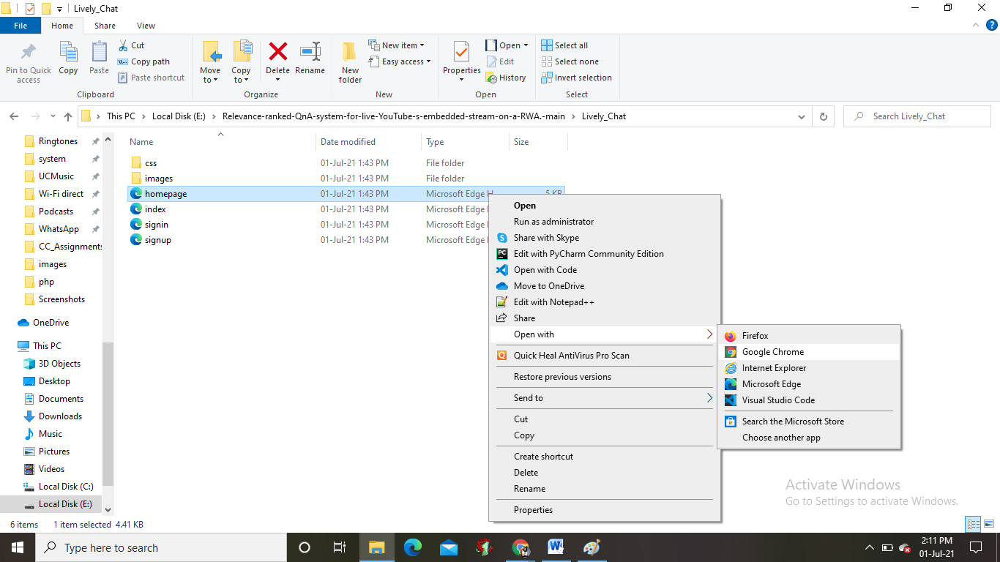 Lively_Chat
File Home Share View
Pin to Quick access
Copy
Paste
Cut
Copy path
Paste shortcut
Clipboard
Move to
Copy to
Delete
Rename
Organize
New folder
New item
Easy access
New
Properties
Open
Edit
History
Open
Select all
Select none
Invert selection
Select
This PC Local Disk (E:) Relevance-ranked-QnA-system-for-live-YouTube-s-embedded-stream-on-a-RWA.-main Lively_Chat
Search Lively_Chat
Ringtones
system
UCMusic
Wi-Fi direct
Podcasts
WhatsApp
CC_Assignments
images
php
Screenshots
OneDrive
This PC
3D Objects
Desktop
Documents
Downloads
Music
Pictures
Videos
Local Disk (C:)
Local Disk (E:)
Name Date modified Type Size
css 01-Jul-21 1:43 PM File folder
images 01-Jul-21 1:43 PM File folder
homepage 01-Jul-21 1:43 PM Microsoft Edge H 5 KB
index 01-Jul-21 1:43 PM Microsoft Edge
signin 01-Jul-21 1:43 PM Microsoft Edge
signup 01-Jul-21 1:43 PM Microsoft Edge
Open
Run as administrator
Share with Skype
PC Edit with PyCharm Community Edition
Open with Code
Move to OneDrive
Edit with Notepad++
Share
Open with
Quick Heal AntiVirus Pro Scan
Restore previous versions
Send to
Cut
Copy
Create shortcut
Delete
Rename
Properties
Firefox
Google Chrome
Internet Explorer
Microsoft Edge
Visual Studio Code
Search the Microsoft Store
Choose another app
Activate Windows
Go to Settings to activate Windows.
6 items 1 item selected 4.41 KB
Type here to search
2:11 PM
01-Jul-21